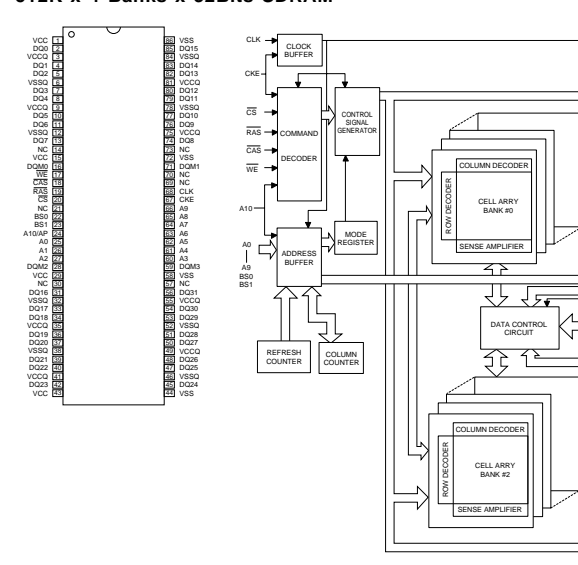 512K x 4 Banks x 32Bits SDRAM
VCC 1 86 VSS
DQ0 2 85 DQ15
VCCQ 3 84 VSSQ
DQ1 4 83 DQ14
DQ2 5 82 DQ13
VSSQ 6 81 VCCQ
DQ3 7 80 DQ12
DQ4 8 79 DQ11
VCCQ 9 78 VSSQ
DQ5 10 77 DQ10
DQ6 11 76 DQ9
VSSQ 12 75 VCCQ
DQ7 13 74 DQ8
NC 14 73 NC
VCC 15 72 VSS
DQM0 16 71 DQM1
WE 17 70 NC
CAS 18 69 NC
RAS 19 68 CLK
CS 20 67 CKE
NC 21 66 A9
BS0 22 65 A8
BS1 23 64 A7
A10/AP 24 63 A6
A0 25 62 A5
A1 26 61 A4
A2 27 60 A3
DQM2 28 59 DQM3
VCC 29 58 VSS
NC 30 57 NC
DQ16 31 56 DQ31
VSSQ 32 55 VCCQ
DQ17 33 54 DQ30
DQ18 34 53 DQ29
VCCQ 35 52 VSSQ
DQ19 36 51 DQ28
DQ20 37 50 DQ27
VSSQ 38 49 VCCQ
DQ21 39 48 DQ26
DQ22 40 47 DQ25
VCCQ 41 46 VSSQ
DQ23 42 45 DQ24
VCC 43 44 VSS
CLK
CKE
CS
RAS
CAS
WE
A10
A0
A9
BS0
BS1
CLOCK
BUFFER
COMMAND
DECODER
CONTROL
SIGNAL
GENERATOR
ADDRESS
BUFFER
MODE
REGISTER
REFRESH
COUNTER
COLUMN
COUNTER
COLUMN DECODER
ROW DECODER
CELL ARRY
BANK #0
SENSE AMPLIFIER
DATA CONTROL
CIRCUIT
COLUMN DECODER
ROW DECODER
CELL ARRY
BANK #2
SENSE AMPLIFIER